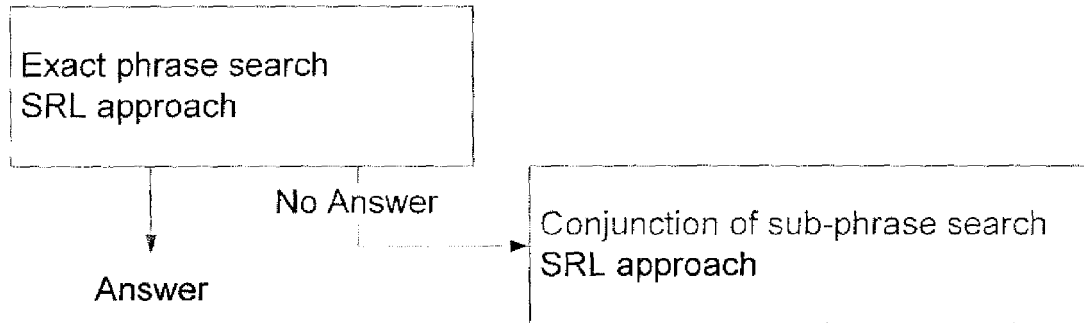 Exact phrase search
SRL approach
No Answer
Answer
Conjunction of sub-phrase search
SRL approach